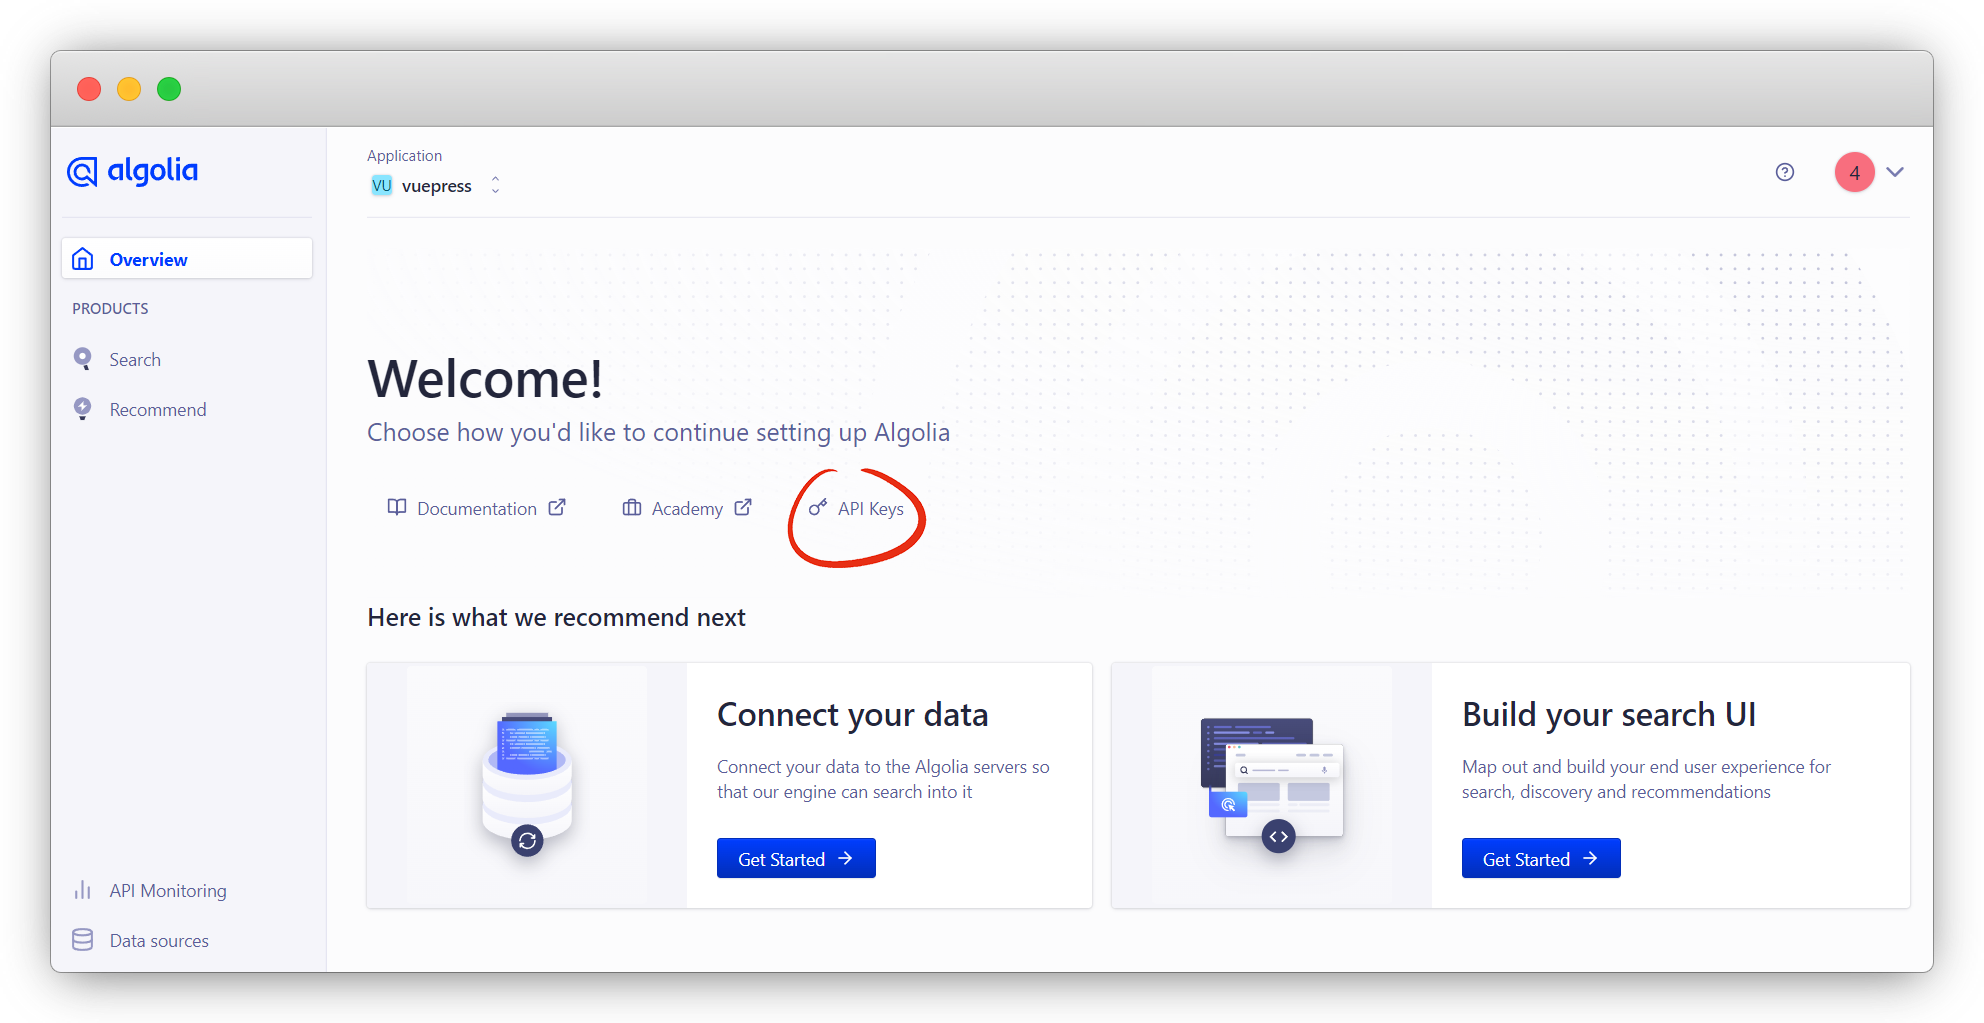 algolia
Overview
PRODUCTS
Search
Recommend
API Monitoring
Data sources
Application
VU vuepress
4
Welcome!
Choose how you'd like to continue setting up Algolia
Documentation Academy API Keys
Here is what we recommend next
Connect your data
Connect your data to the Algolia servers so
that our engine can search into it
Get Started
Build your search UI
Map out and build your end user experience for
search, discovery and recommendations
Get Started